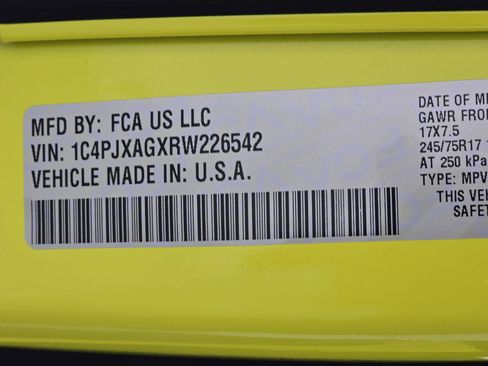 MFD BY: FCA US LLC
VIN: 1C4PJXAGXRW226542
VEHICLE MADE IN: U.S.A.
DATE OF M
GAWR FRO
17X7.5
245/75R17
AT 250 kPa
TYPE: MPV
THIS VEH
SAFET